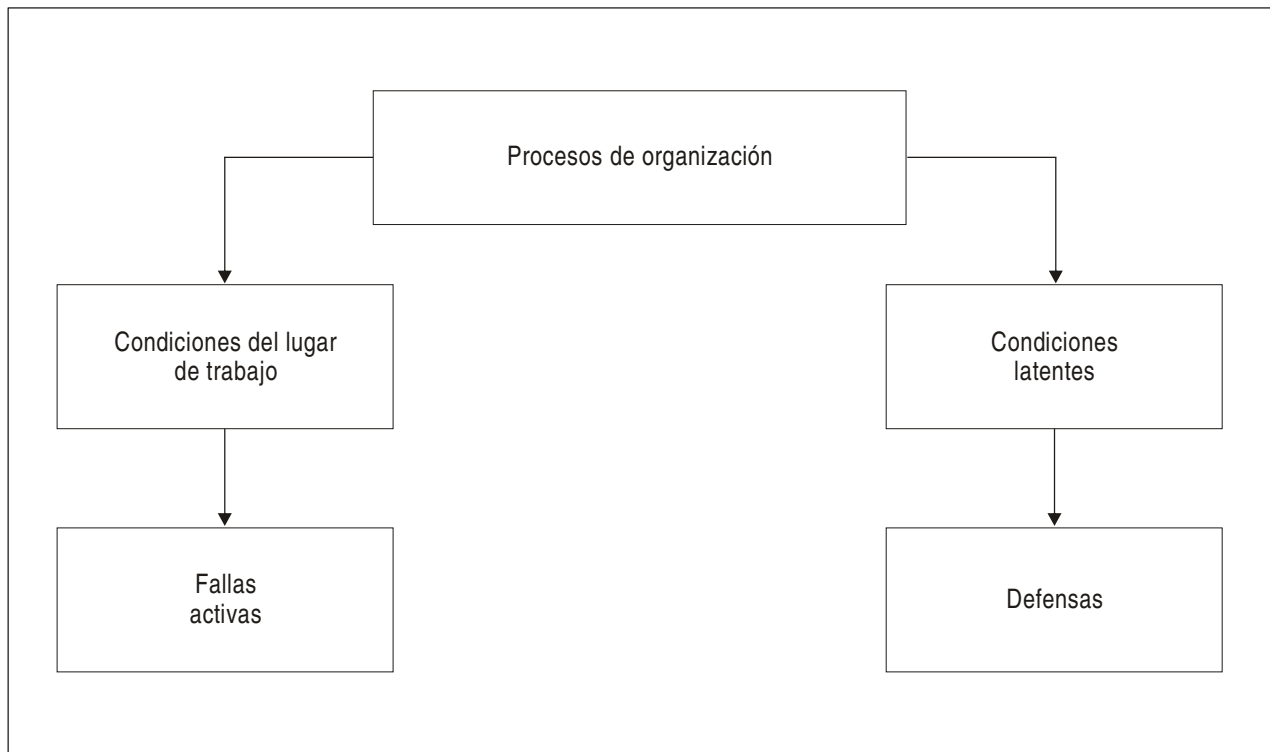 Procesos de organización
Condiciones del lugar
de trabajo
Condiciones
latentes
Fallas
activas
Defensas